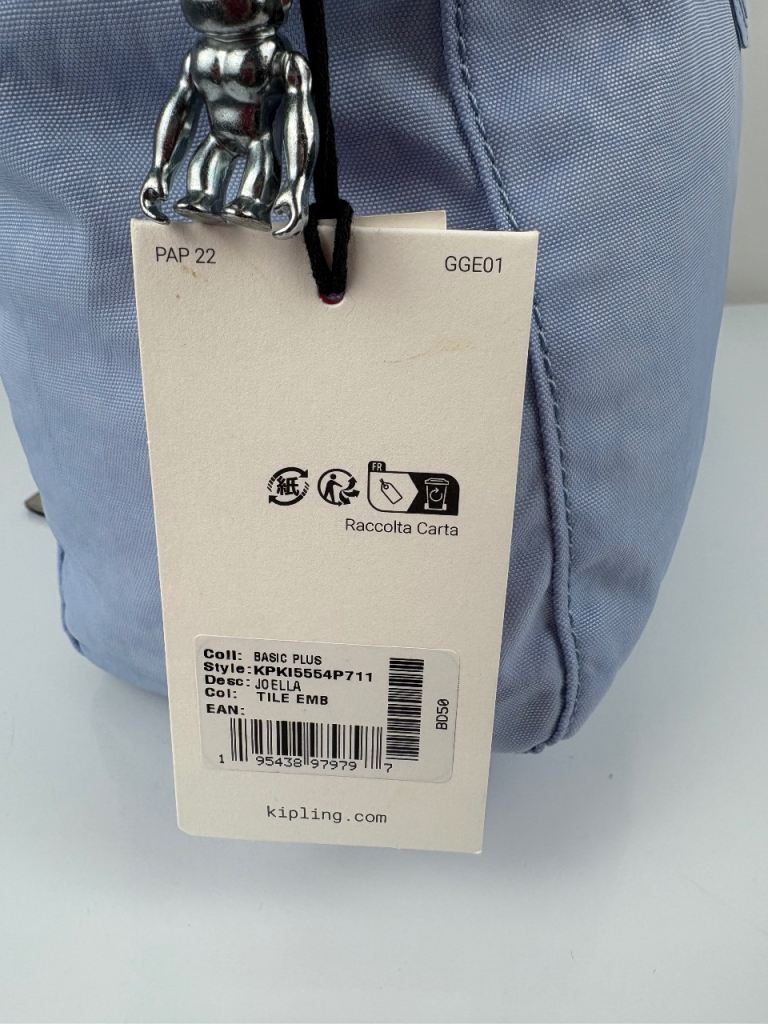 PAP 22
GGE01
紙
FR
Raccolta Carta
Coll: BASIC PLUS
Style:KPKI5554P711
Desc: JOELLA
Col: TILE EMB
EAN:
BD50
1 95438 97979 7
kipling.com